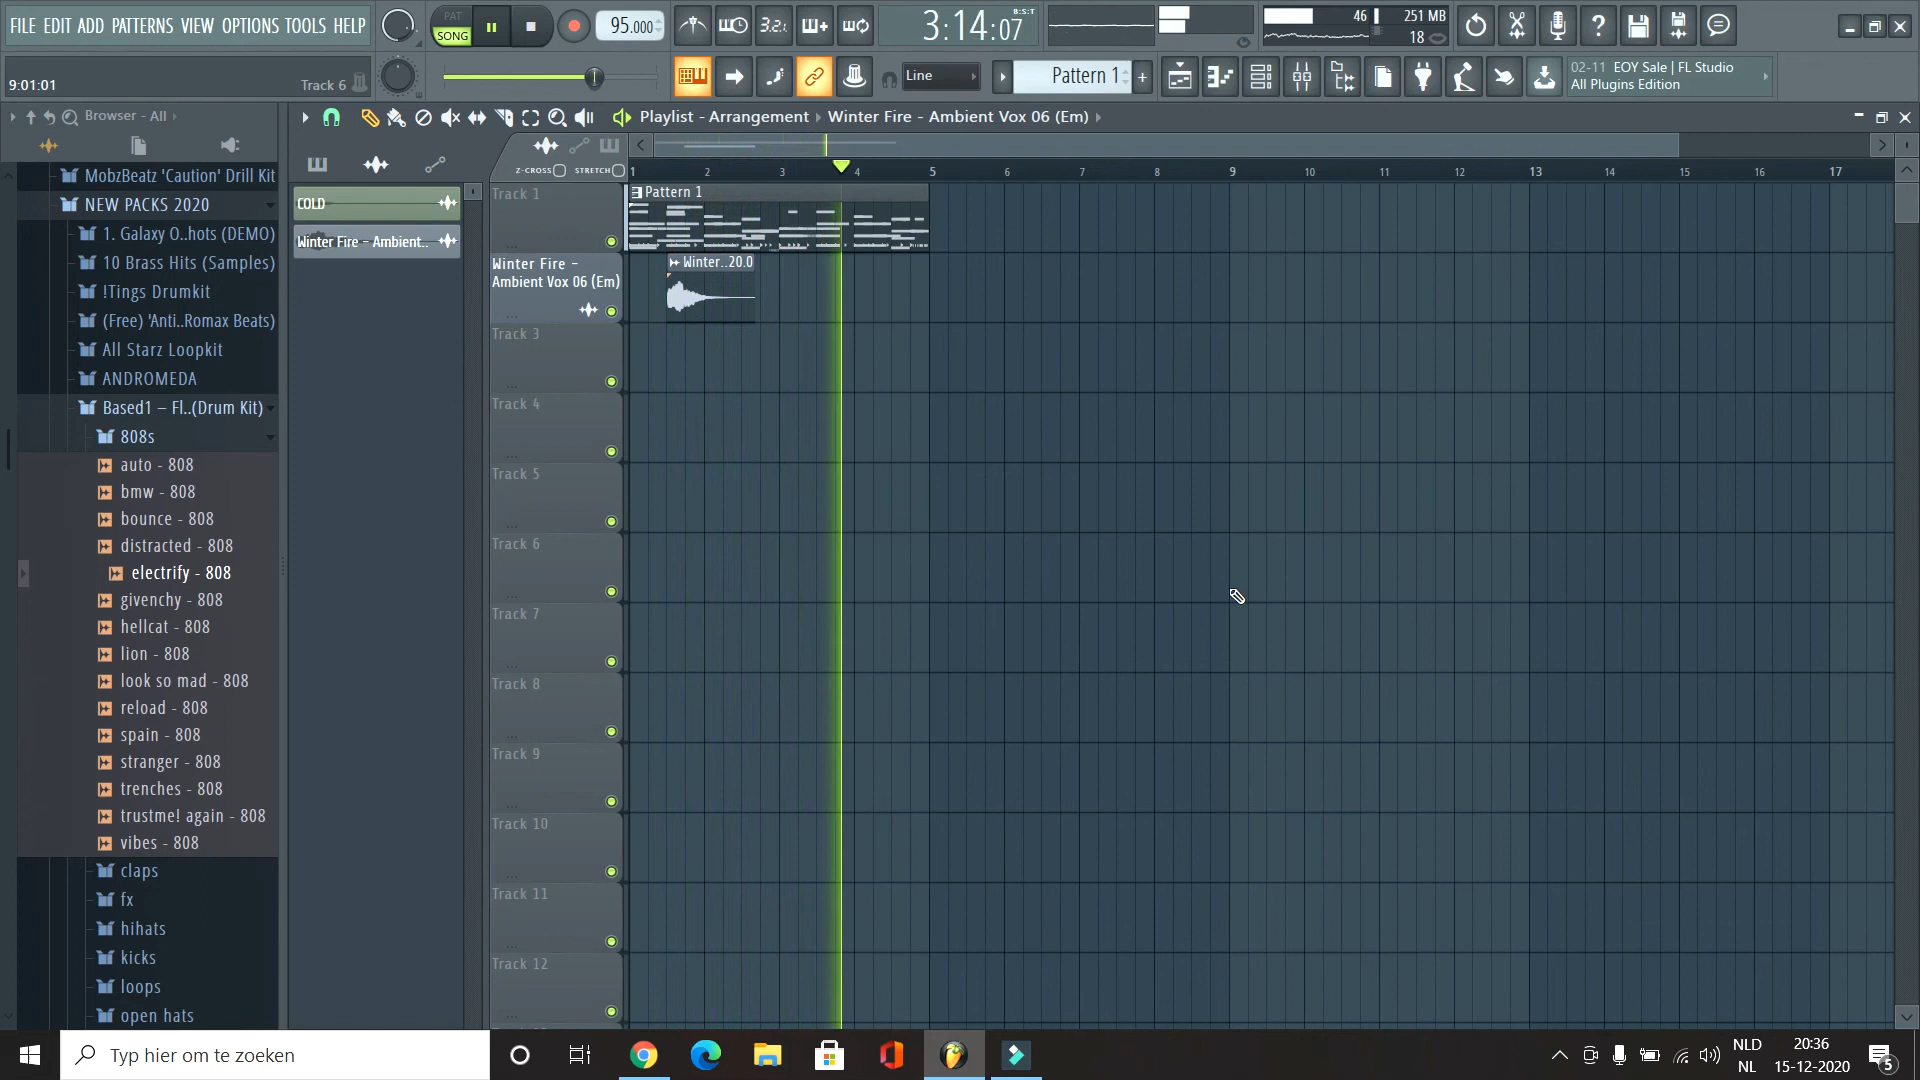 FILE EDIT ADD PATTERNS VIEW OPTIONS TOOLS HELP
PAT
SONG
95.000
3.2.
3:14:07
B:S:T
46
251 MB
18
9:01:01
Track 6
Line
Pattern 1
+
02-11 EOY Sale | FL Studio
All Plugins Edition
Browser - All
Playlist - Arrangement
Winter Fire - Ambient Vox 06 (Em)
Z-CROSS
STRETCH
1 2 3 4 5 6 7 8 9 10 11 12 13 14 15 16 17
MobzBeatz 'Caution' Drill Kit
NEW PACKS 2020
1. Galaxy O..hots (DEMO)
10 Brass Hits (Samples)
!Tings Drumkit
(Free) 'Anti..Romax Beats)
All Starz Loopkit
ANDROMEDA
Based1 – Fl..(Drum Kit)
808s
auto - 808
bmw - 808
bounce - 808
distracted - 808
electrify - 808
givenchy - 808
hellcat - 808
lion - 808
look so mad - 808
reload - 808
spain - 808
stranger - 808
trenches - 808
trustme! again - 808
vibes - 808
claps
fx
hihats
kicks
loops
open hats
COLD
Winter Fire - Ambient..
Track 1
Pattern 1
Winter Fire -
Ambient Vox 06 (Em)
Winter..20.0
Track 3
Track 4
Track 5
Track 6
Track 7
Track 8
Track 9
Track 10
Track 11
Track 12
Typ hier om te zoeken
NLD
NL
20:36
15-12-2020
5